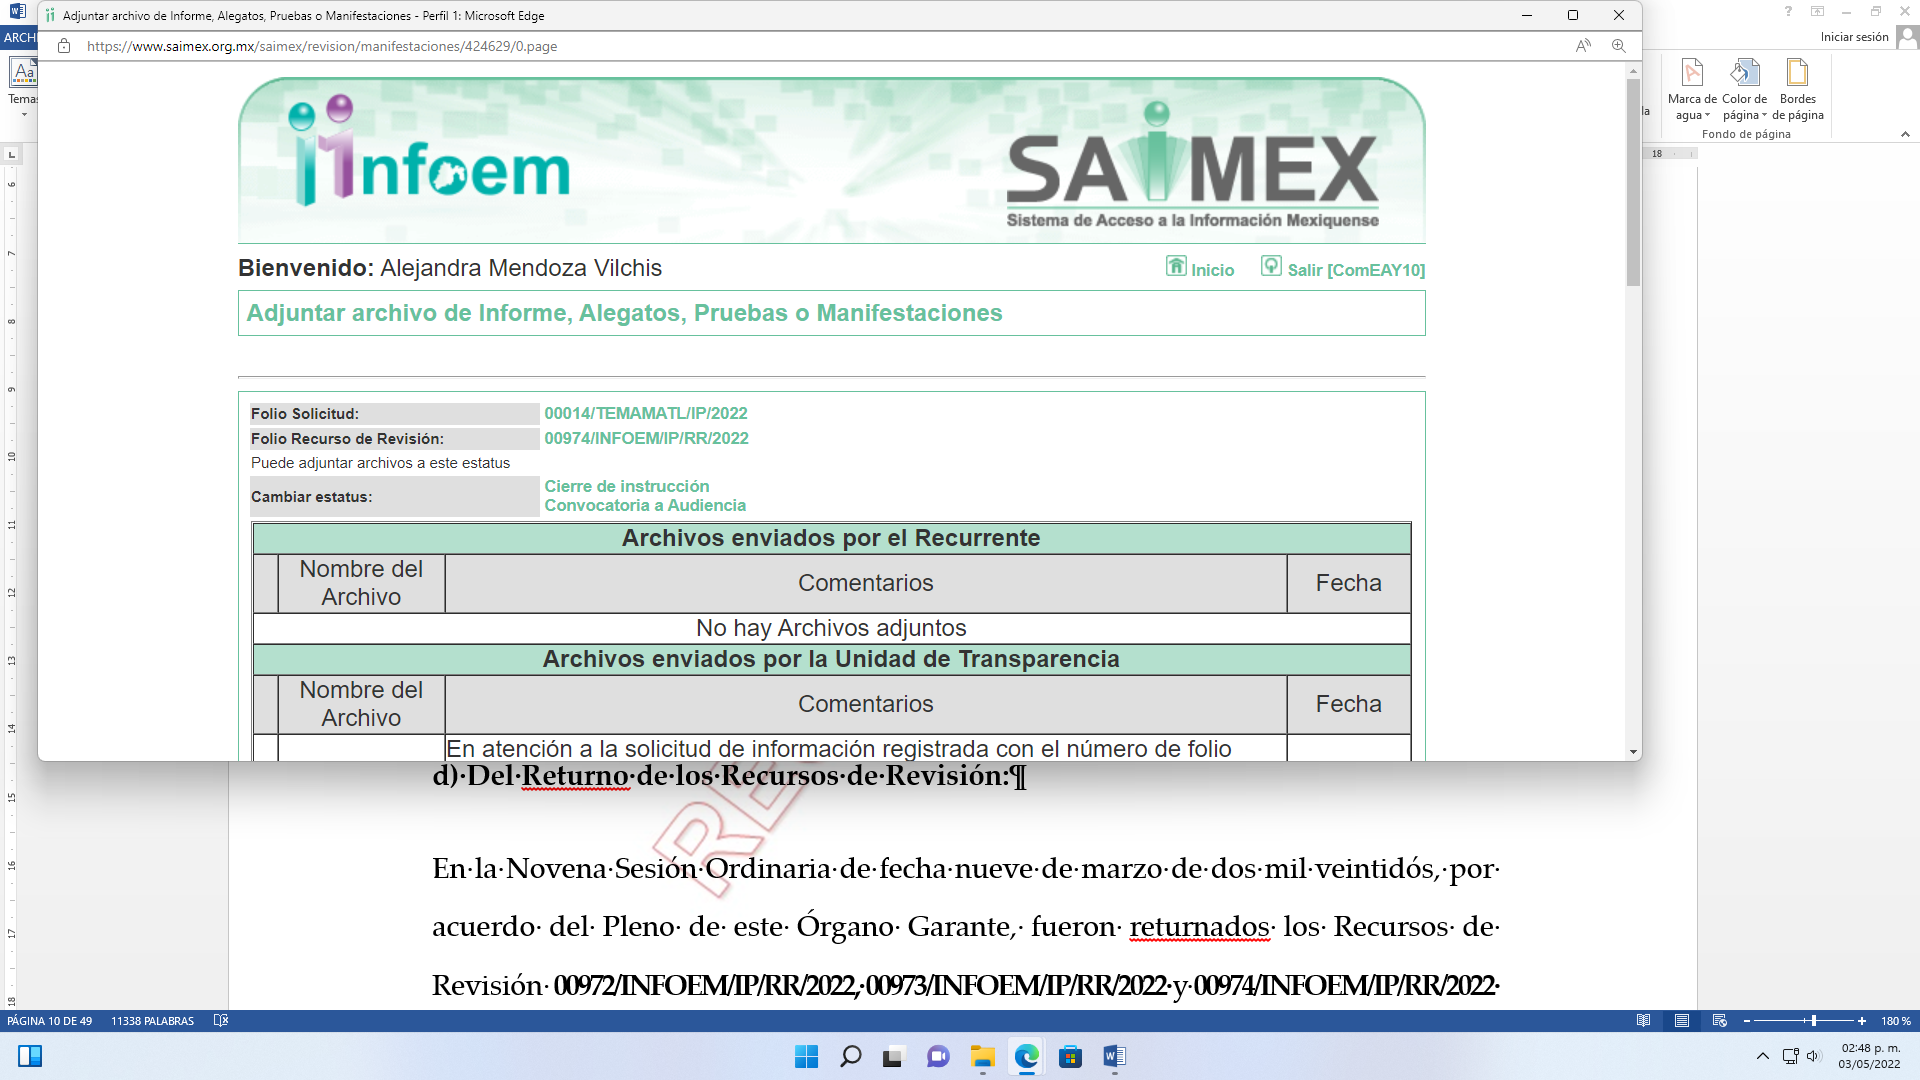 Adjuntar archivo de Informe, Alegatos, Pruebas o Manifestaciones - Perfil 1: Microsoft Edge
https://www.saimex.org.mx/saimex/revision/manifestaciones/424629/0.page
ARCHI
Iniciar sesión
Temas
Marca de agua
Color de página
Bordes de página
Fondo de página
infoem
SAIMEX
Sistema de Acceso a la Información Mexiquense
Bienvenido: Alejandra Mendoza Vilchis
Inicio
Salir [ComEAY10]
Adjuntar archivo de Informe, Alegatos, Pruebas o Manifestaciones
Folio Solicitud: 00014/TEMAMATL/IP/2022
Folio Recurso de Revisión: 00974/INFOEM/IP/RR/2022
Puede adjuntar archivos a este estatus
Cambiar estatus:
Cierre de instrucción
Convocatoria a Audiencia
Archivos enviados por el Recurrente
Nombre del Archivo
Comentarios
Fecha
No hay Archivos adjuntos
Archivos enviados por la Unidad de Transparencia
Nombre del Archivo
Comentarios
Fecha
En atención a la solicitud de información registrada con el número de folio
d)·Del·Returno·de·los·Recursos·de·Revisión:¶
En·la·Novena·Sesión·Ordinaria·de·fecha·nueve·de·marzo·de·dos·mil·veintidós,·por·
acuerdo· del· Pleno· de· este· Órgano· Garante,· fueron· returnados· los· Recursos· de·
Revisión·00972/INFOEM/IP/RR/2022,·00973/INFOEM/IP/RR/2022·y·00974/INFOEM/IP/RR/2022·
PÁGINA 10 DE 49
11338 PALABRAS
180 %
02:48 p. m.
03/05/2022